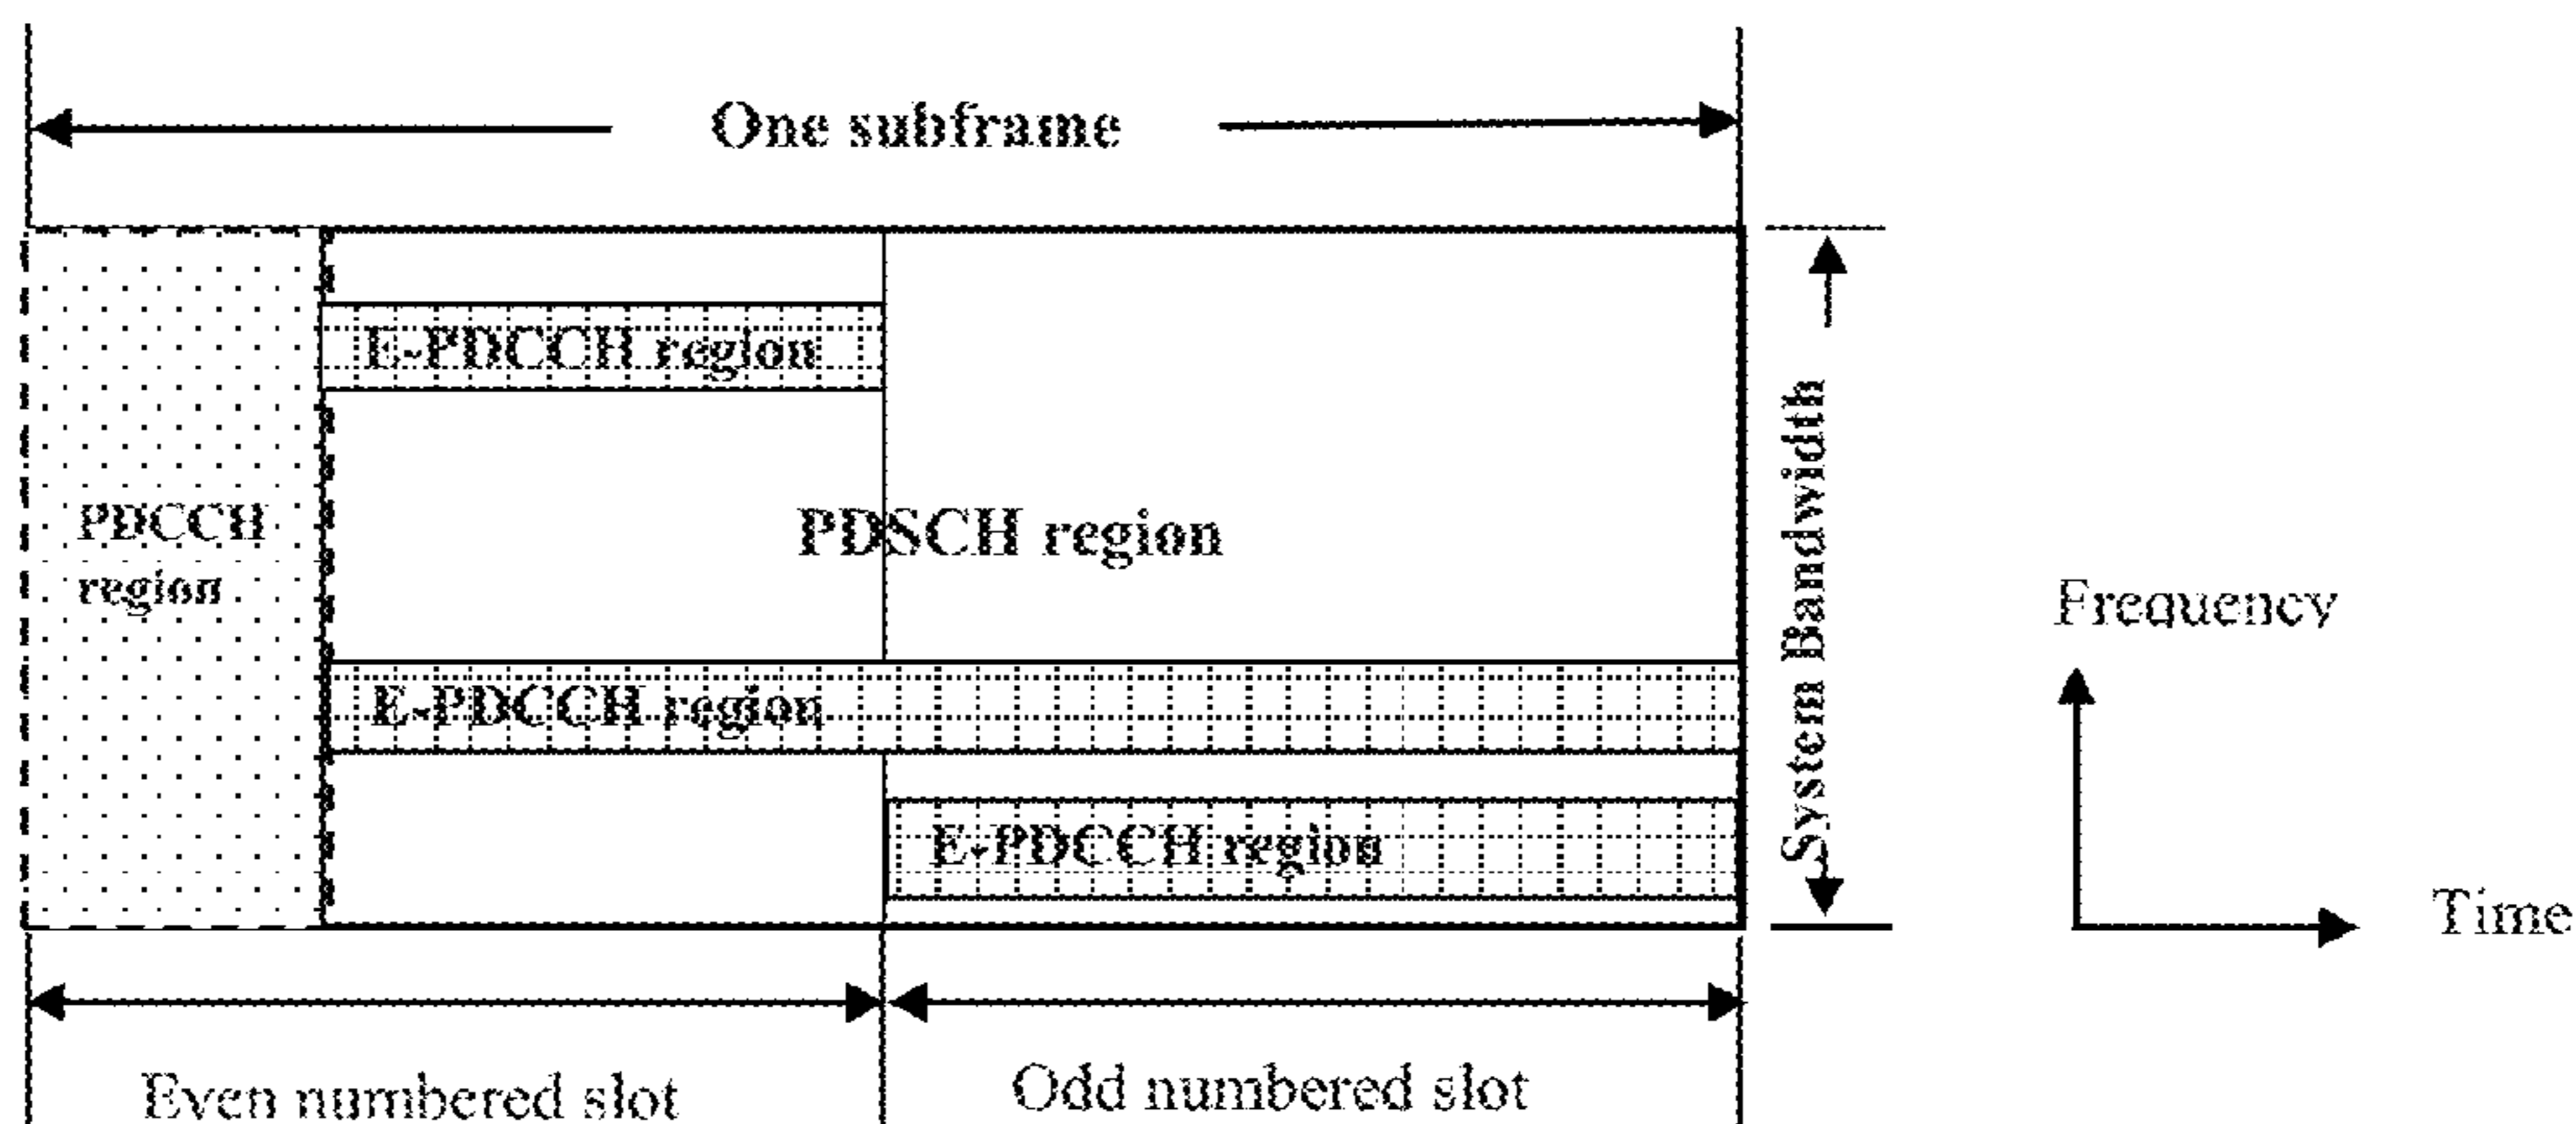 One subframe
E-PDCCH region
PDCCH
region
PDSCH region
System Bandwidth
Frequency
E-PDCCH region
E-PDCCH region
Time
Even numbered slot
Odd numbered slot